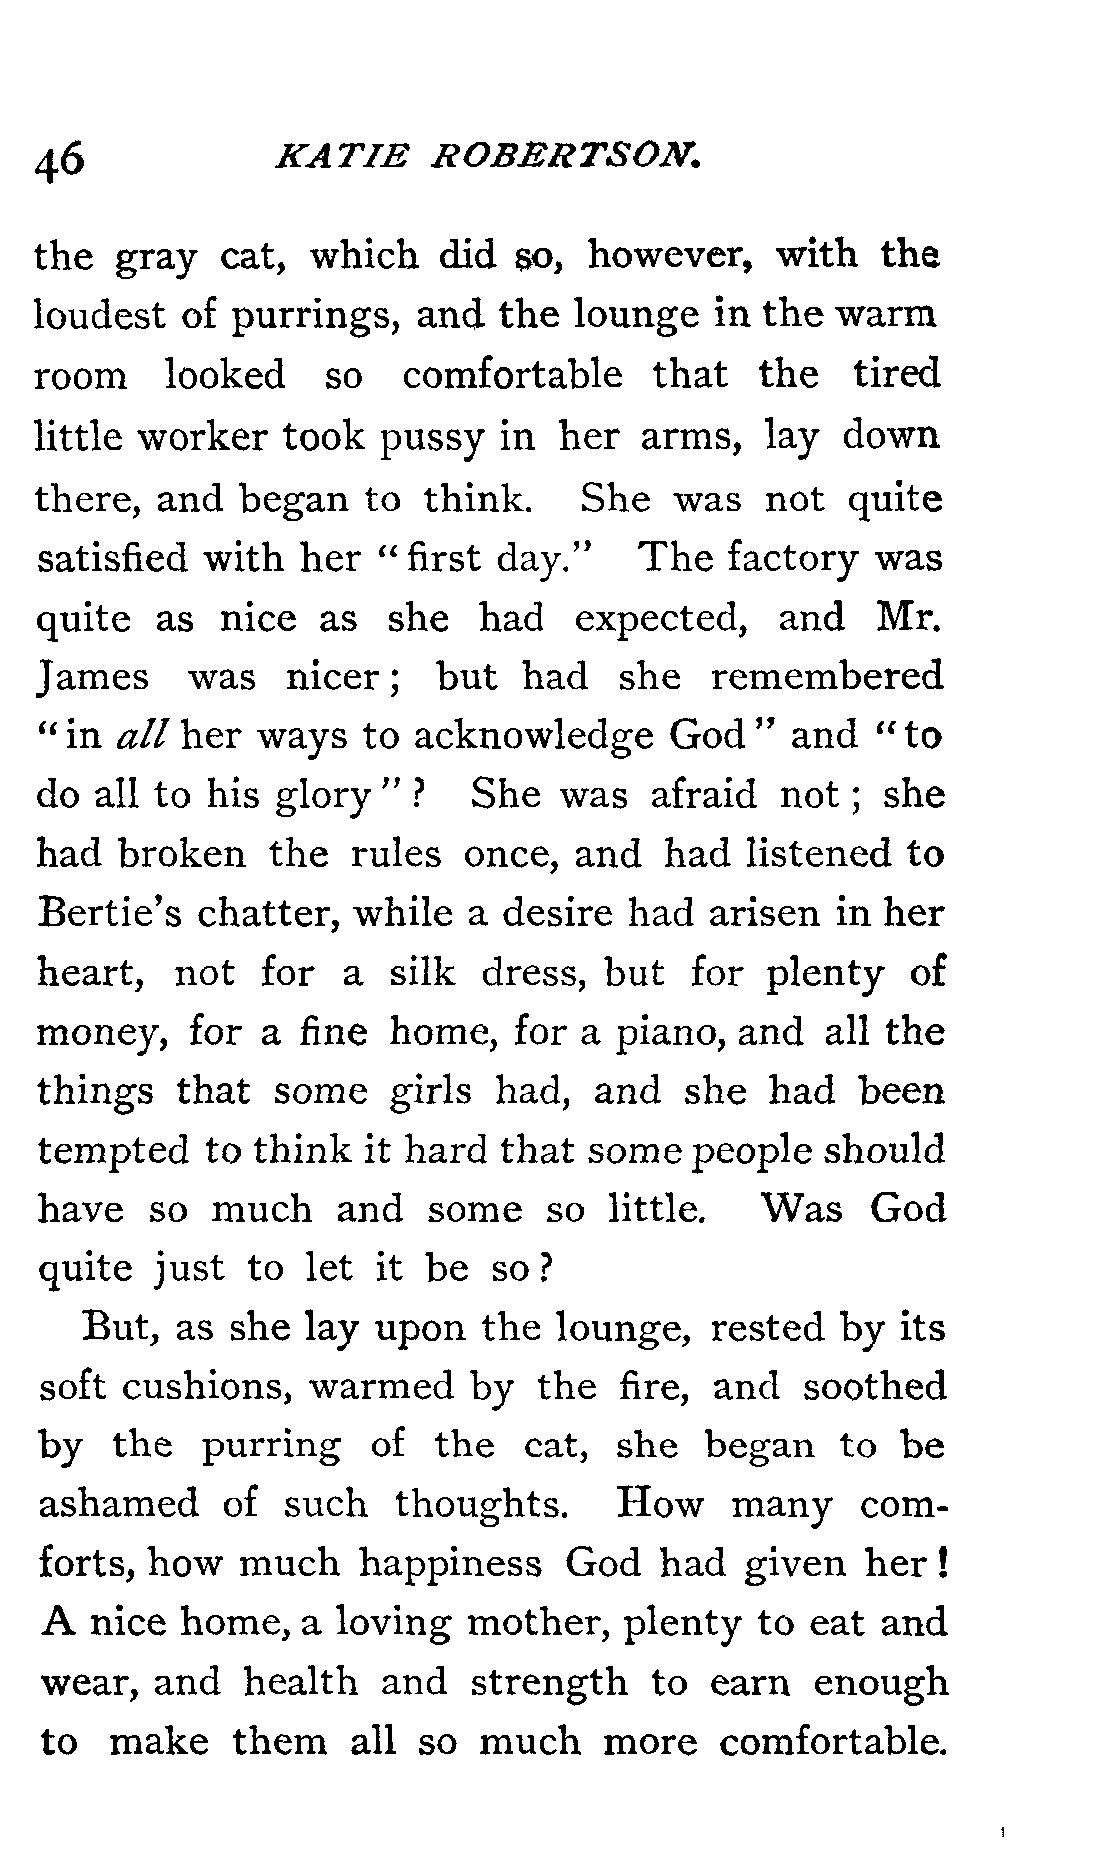 46 KATIE ROBERTSON.
the gray cat, which did so, however, with the
loudest of purrings, and the lounge in the warm
room looked so comfortable that the tired
little worker took pussy in her arms, lay down
there, and began to think. She was not quite
satisfied with her “first day.” The factory was
quite as nice as she had expected, and Mr.
James was nicer; but had she remembered
“in all her ways to acknowledge God” and “to
do all to his glory”? She was afraid not; she
had broken the rules once, and had listened to
Bertie's chatter, while a desire had arisen in her
heart, not for a silk dress, but for plenty of
money, for a fine home, for a piano, and all the
things that some girls had, and she had been
tempted to think it hard that some people should
have so much and some so little. Was God
quite just to let it be so?
But, as she lay upon the lounge, rested by its
soft cushions, warmed by the fire, and soothed
by the purring of the cat, she began to be
ashamed of such thoughts. How many com-
forts, how much happiness God had given her!
A nice home, a loving mother, plenty to eat and
wear, and health and strength to earn enough
to make them all so much more comfortable.